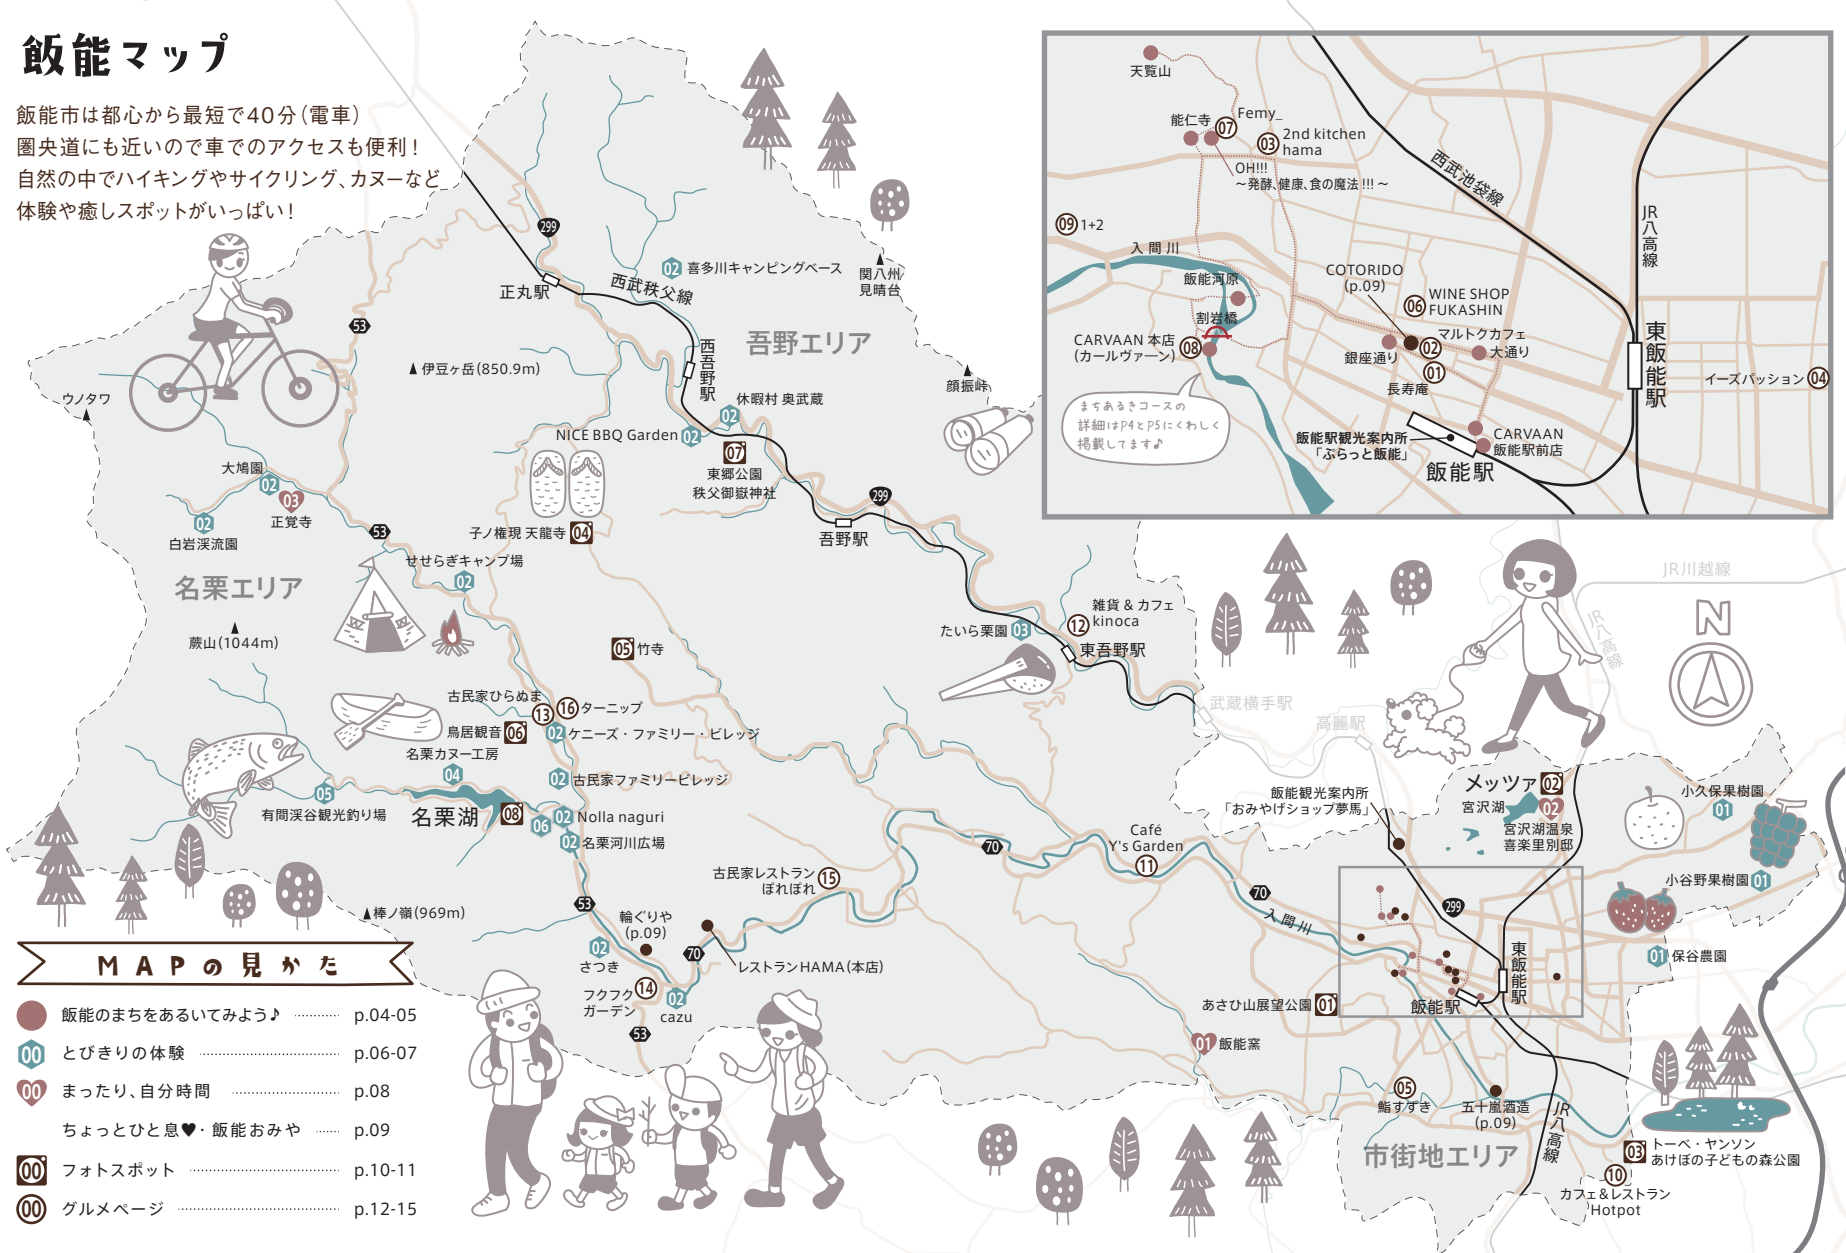 飯能マップ
飯能市は都心から最短で40分（電車）
圏央道にも近いので車でのアクセスも便利！
自然の中でハイキングやサイクリング、カヌーなど
体験や癒しスポットがいっぱい！
天覧山
能仁寺
07
Femy_
03
2nd kitchen
hama
OH!!!
〜発酵、健康、食の魔法 !!! 〜
西武池袋線
JR八高線
09 1+2
入間川
飯能河原
割岩橋
CARVAAN 本店
(カールヴァーン)
08
COTORIDO
(p.09)
06
WINE SHOP
FUKASHIN
マルトクカフェ
02
銀座通り
大通り
01
長寿庵
東飯能駅
イーズパッション 04
まちあるきコースの
詳細はP4とP5にくわしく
掲載してます♪
飯能駅観光案内所
「ぷらっと飯能」
CARVAAN
飯能駅前店
飯能駅
299
正丸駅
西武秩父線
02 喜多川キャンピングベース
関八州
見晴台
53
吾野エリア
西吾野駅
伊豆ヶ岳(850.9m)
顔振峠
ウノタワ
休暇村 奥武蔵
02
NICE BBQ Garden 02
07
東郷公園
秩父御嶽神社
大鳩園
02
03
正覚寺
02
白岩渓流園
53
299
吾野駅
子ノ権現 天龍寺 04
せせらぎキャンプ場
02
名栗エリア
蕨山(1044m)
05 竹寺
たいら栗園 03
12
雑貨 & カフェ
kinoca
東吾野駅
武蔵横手駅
高麗駅
JR川越線
JR八高線
N
古民家ひらぬま
13
16 ターニップ
鳥居観音 06
02 ケニーズ・ファミリー・ビレッジ
名栗カヌー工房
04
02 古民家ファミリービレッジ
05
有間渓谷観光釣り場
名栗湖
08
06
02 Nolla naguri
02 名栗河川広場
メッツァ 02
宮沢湖
02
宮沢湖温泉
喜楽里別邸
飯能観光案内所
「おみやげショップ夢馬」
小久保果樹園
01
小谷野果樹園 01
01 保谷農園
70
Café
Y's Garden
11
古民家レストラン
ぽれぽれ
15
70
入間川
299
東飯能駅
飯能駅
棒ノ嶺(969m)
53
輪ぐりや
(p.09)
02
さつき
70
レストランHAMA(本店)
フクフク
ガーデン
14
02
cazu
53
あさひ山展望公園 01
01 飯能窯
05
鮨すずき
五十嵐酒造
(p.09)
JR八高線
市街地エリア
03
トーベ・ヤンソン
あけぼの子どもの森公園
10
カフェ&レストラン
Hotpot
MAPの見かた
飯能のまちをあるいてみよう♪ p.04-05
00 とびきりの体験 p.06-07
00 まったり、自分時間 p.08
ちょっとひと息♥・飯能おみや p.09
00 フォトスポット p.10-11
00 グルメページ p.12-15